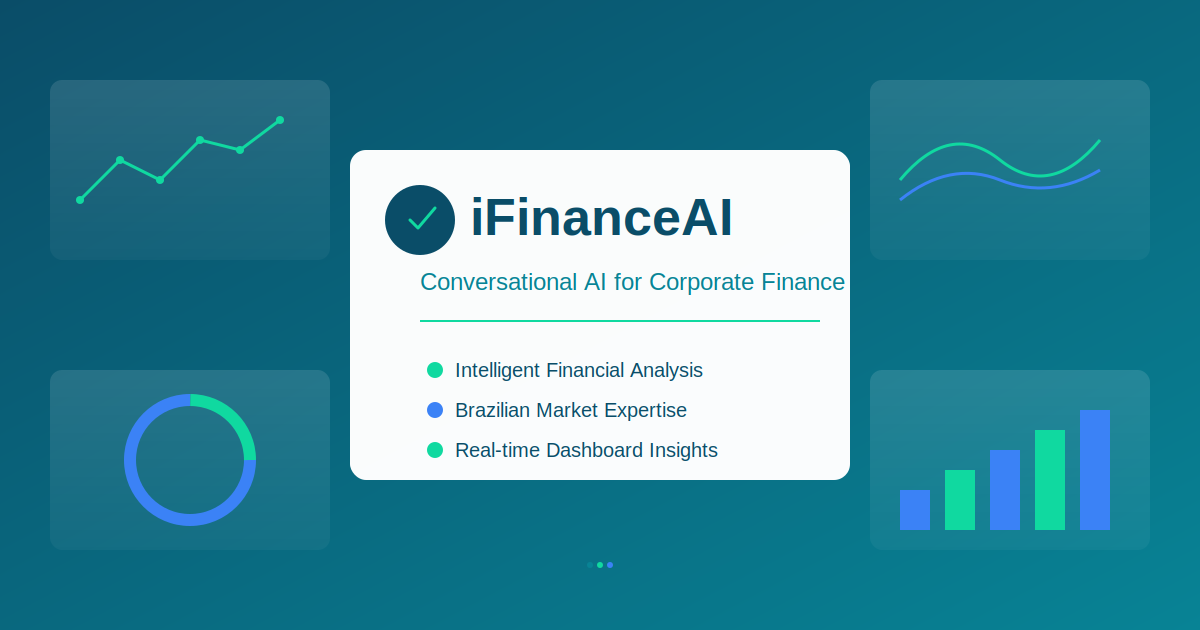 iFinanceAI
Conversational AI for Corporate Finance
Intelligent Financial Analysis
Brazilian Market Expertise
Real-time Dashboard Insights